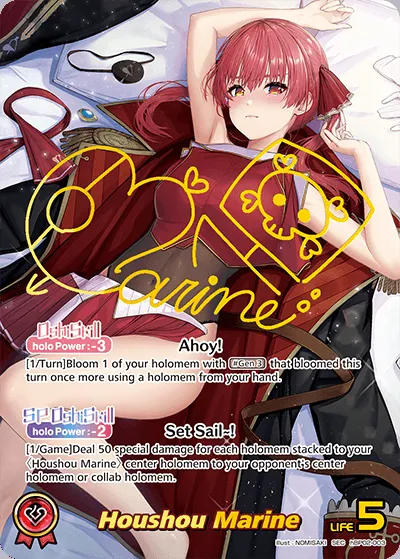 Marine
Oshi Skill
holo Power : -3
Ahoy!
[1/Turn]Bloom 1 of your holomem with #Gen 3 that bloomed this
turn once more using a holomem from your hand.
SP Oshi Skill
holo Power : -2
Set Sail~!
[1/Game]Deal 50 special damage for each holomem stacked to your
〈Houshou Marine〉 center holomem to your opponent's center
holomem or collab holomem.
Houshou Marine
LIFE 5
illust : NOMISAKI SEC hBP02-003